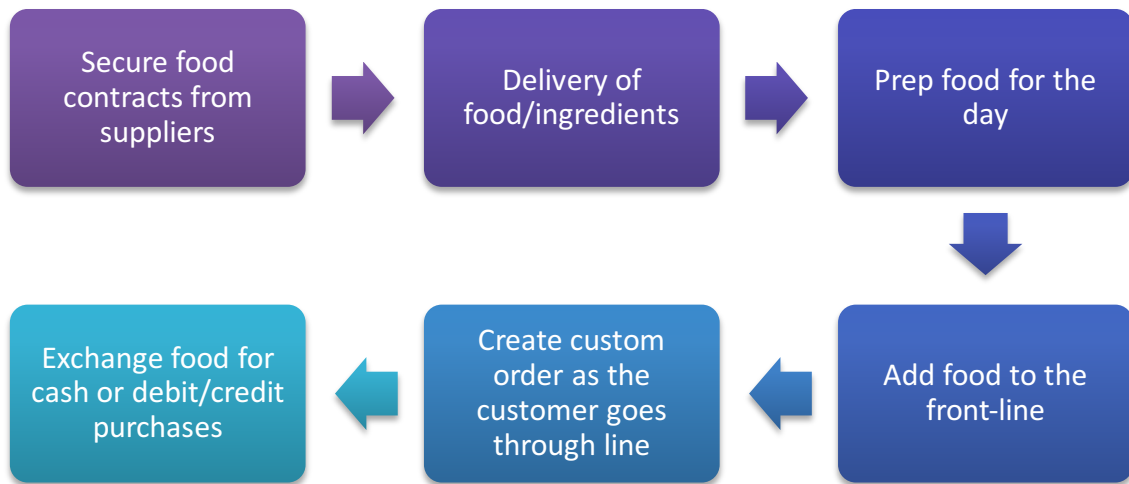 Secure food
contracts from
suppliers
Delivery of
food/ingredients
Prep food for the
day
Add food to the
front-line
Create custom
order as the
customer goes
through line
Exchange food for
cash or debit/credit
purchases